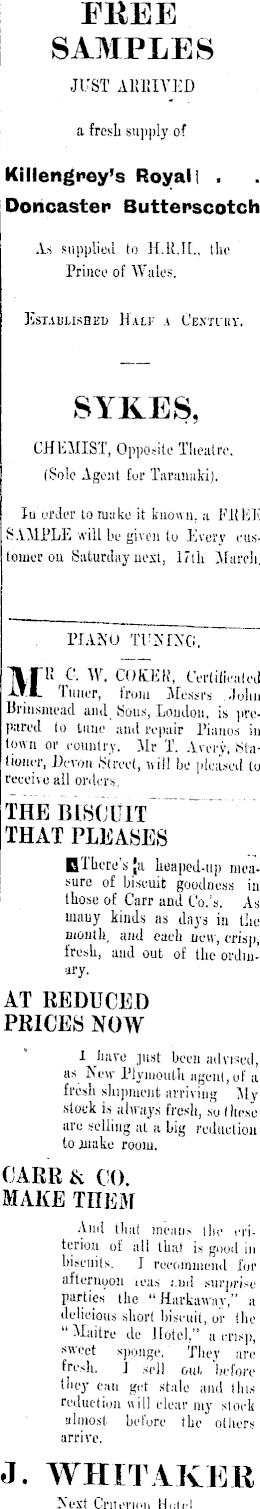 FREE
SAMPLES
JUST ARRIVED
a fresh supply of
Killengrey's Royal
Doncaster Butterscotch
As supplied to H.R.H., the
Prince of Wales.
ESTABLISHED HALF A CENTURY.
SYKES,
CHEMIST, Opposite Theatre.
(Sole Agent for Taranaki).
In order to make it known, a FREE
SAMPLE will be given to Every cus-
tomer on Saturday next, 17th March.
PIANO TUNING.
MR C. W. COKER, Certificated
Tuner, from Messrs John
Brinsmead and Sons, London, is pre-
pared to tune and repair Pianos in
town or country. Mr T. Avery, Sta-
tioner, Devon Street, will be pleased to
receive all orders.
THE BISCUIT
THAT PLEASES
There's a heaped-up mea-
sure of biscuit goodness in
those of Carr and Co.'s. As
many kinds as days in the
month, and each new, crisp,
fresh, and out of the ordin-
ary.
AT REDUCED
PRICES NOW
I have just been advised,
as New Plymouth agent, of a
fresh shipment arriving My
stock is always fresh, so these
are selling at a big reduction
to make room.
CARR & CO.
MAKE THEM
And that means the cri-
terion of all that is good in
biscuits. I recommend for
afternoon teas and surprise
parties the "Harkaway," a
delicious short biscuit, or the
"Maitre de Hotel," a crisp,
sweet sponge. They are
fresh. I sell out before
they can get stale and this
reduction will clear my stock
almost before the others
arrive.
J. WHITAKER
Next Criterion Hotel